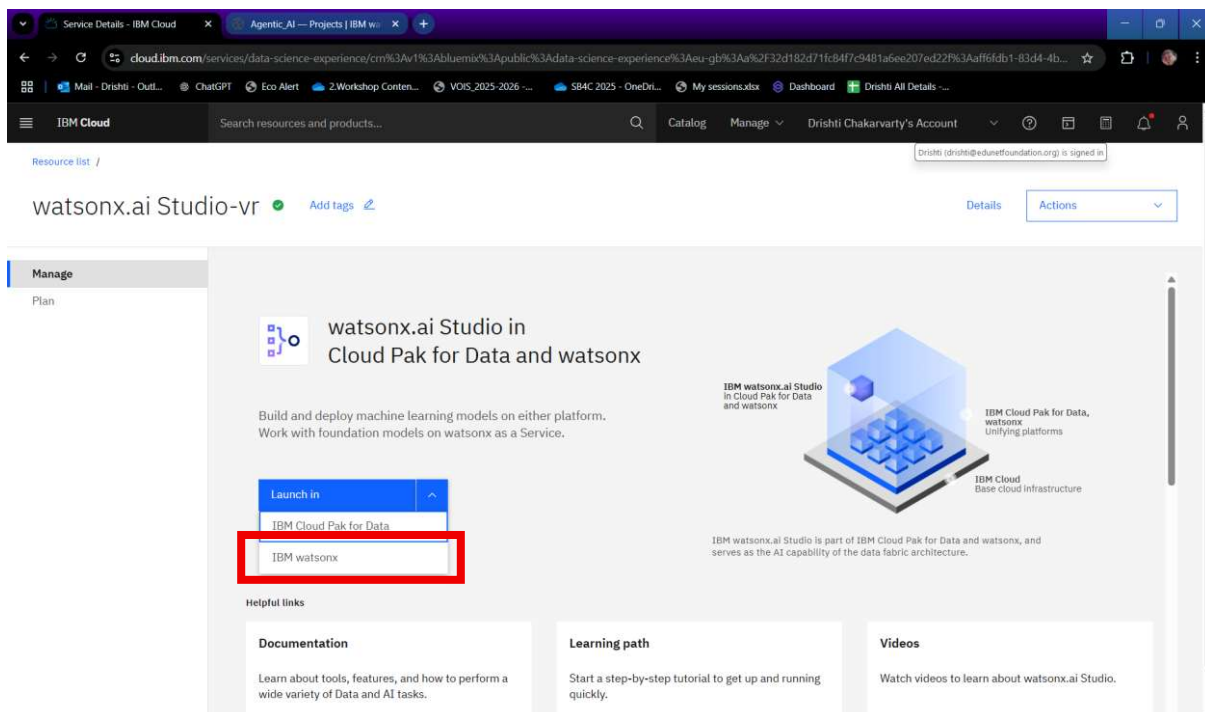 Service Details - IBM Cloud
Agentic_AI — Projects | IBM wa
cloud.ibm.com/services/data-science-experience/crn%3Av1%3Abluemix%3Apublic%3Adata-science-experience%3Aeu-gb%3Aa%2F32d182d71fc84f7c9481a6ee207ed22f%3Aaff6fdb1-83d4-4b...
Mail - Drishti - Outl...
ChatGPT
Eco Alert
2.Workshop Conten...
VOIS_2025-2026 -...
SB4C 2025 - OneDri...
My sessions.xlsx
Dashboard
Drishti All Details -...
IBM Cloud
Search resources and products...
Catalog
Manage
Drishti Chakarvarty's Account
Drishti (drishti@edunetfoundation.org) is signed in
Resource list /
watsonx.ai Studio-vr
Add tags
Details
Actions
Manage
Plan
watsonx.ai Studio in
Cloud Pak for Data and watsonx
Build and deploy machine learning models on either platform.
Work with foundation models on watsonx as a Service.
Launch in
IBM Cloud Pak for Data
IBM watsonx
IBM watsonx.ai Studio
in Cloud Pak for Data
and watsonx
IBM Cloud Pak for Data,
watsonx
Unifying platforms
IBM Cloud
Base cloud infrastructure
IBM watsonx.ai Studio is part of IBM Cloud Pak for Data and watsonx, and
serves as the AI capability of the data fabric architecture.
Helpful links
Documentation
Learn about tools, features, and how to perform a
wide variety of Data and AI tasks.
Learning path
Start a step-by-step tutorial to get up and running
quickly.
Videos
Watch videos to learn about watsonx.ai Studio.